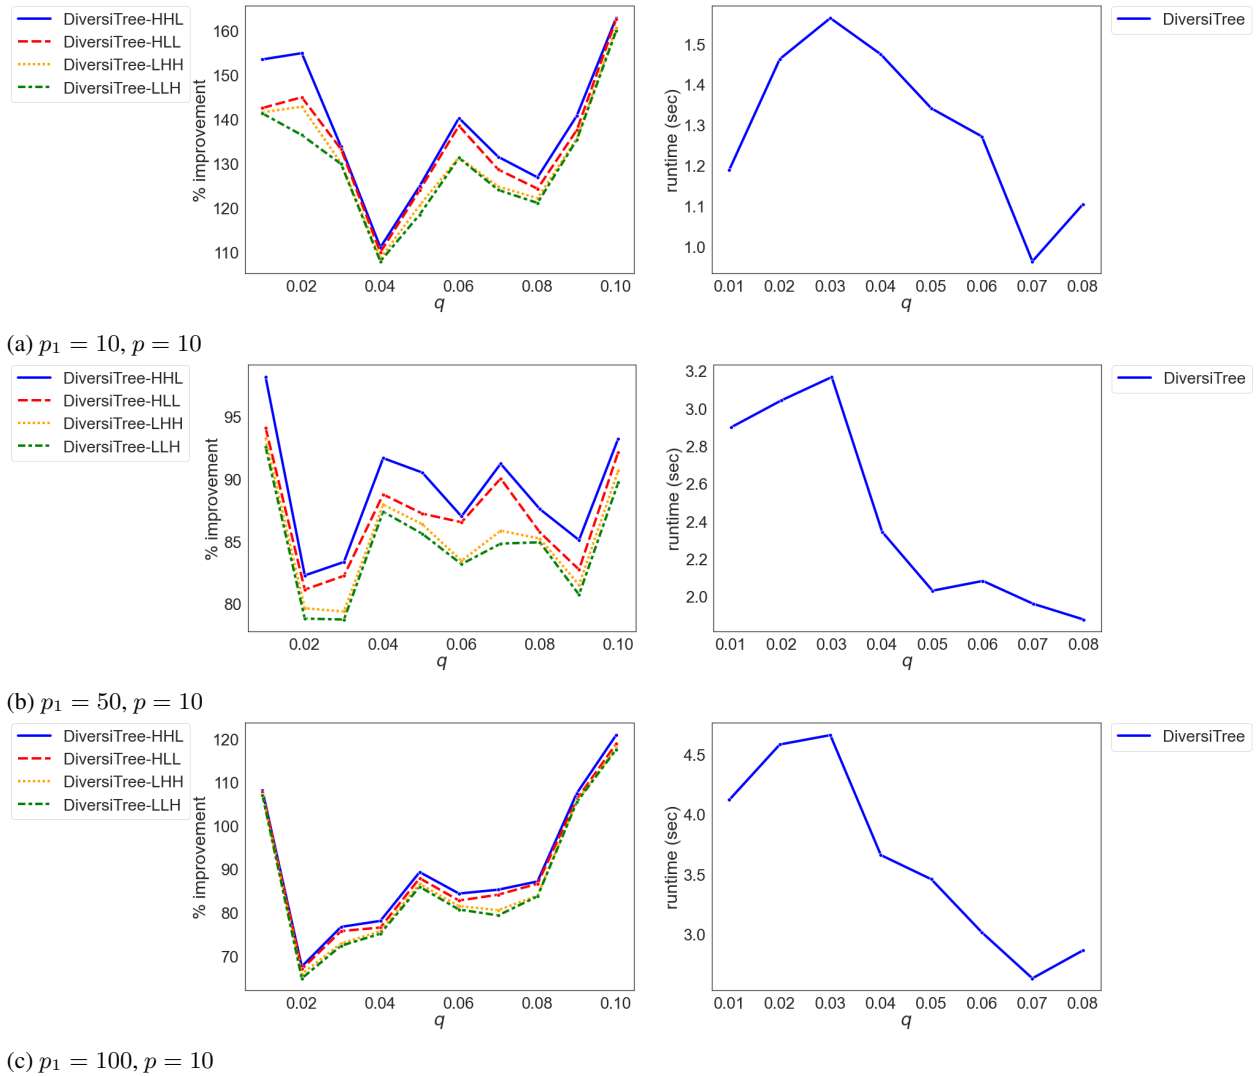 DiversiTree-HHL
DiversiTree-HLL
DiversiTree-LHH
DiversiTree-LLH
% improvement
160
150
140
130
120
110
0.02 0.04 0.06 0.08 0.10
q
runtime (sec)
1.5
1.4
1.3
1.2
1.1
1.0
0.01 0.02 0.03 0.04 0.05 0.06 0.07 0.08
q
DiversiTree
(a) p₁ = 10, p = 10
DiversiTree-HHL
DiversiTree-HLL
DiversiTree-LHH
DiversiTree-LLH
% improvement
95
90
85
80
0.02 0.04 0.06 0.08 0.10
q
runtime (sec)
3.2
3.0
2.8
2.6
2.4
2.2
2.0
0.01 0.02 0.03 0.04 0.05 0.06 0.07 0.08
q
DiversiTree
(b) p₁ = 50, p = 10
DiversiTree-HHL
DiversiTree-HLL
DiversiTree-LHH
DiversiTree-LLH
% improvement
120
110
100
90
80
70
0.02 0.04 0.06 0.08 0.10
q
runtime (sec)
4.5
4.0
3.5
3.0
0.01 0.02 0.03 0.04 0.05 0.06 0.07 0.08
q
DiversiTree
(c) p₁ = 100, p = 10